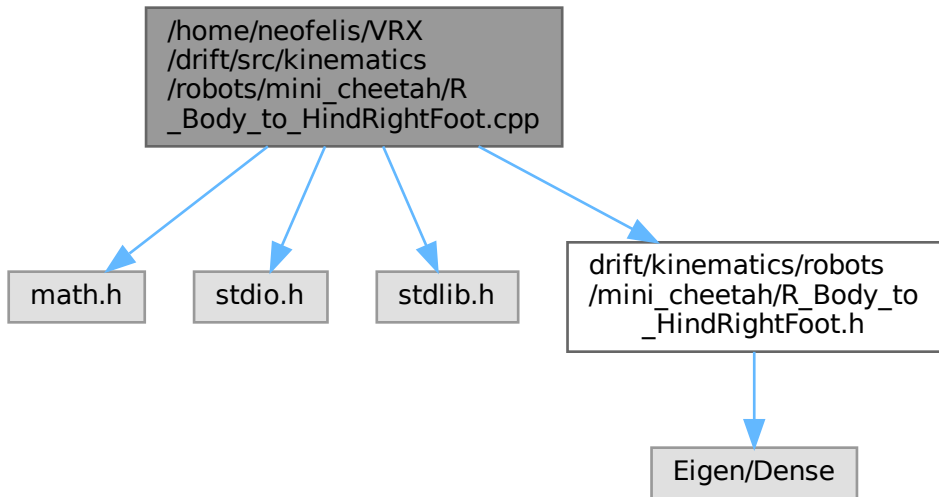 /home/neofelis/VRX
/drift/src/kinematics
/robots/mini_cheetah/R
_Body_to_HindRightFoot.cpp
math.h
stdio.h
stdlib.h
drift/kinematics/robots
/mini_cheetah/R_Body_to
_HindRightFoot.h
Eigen/Dense